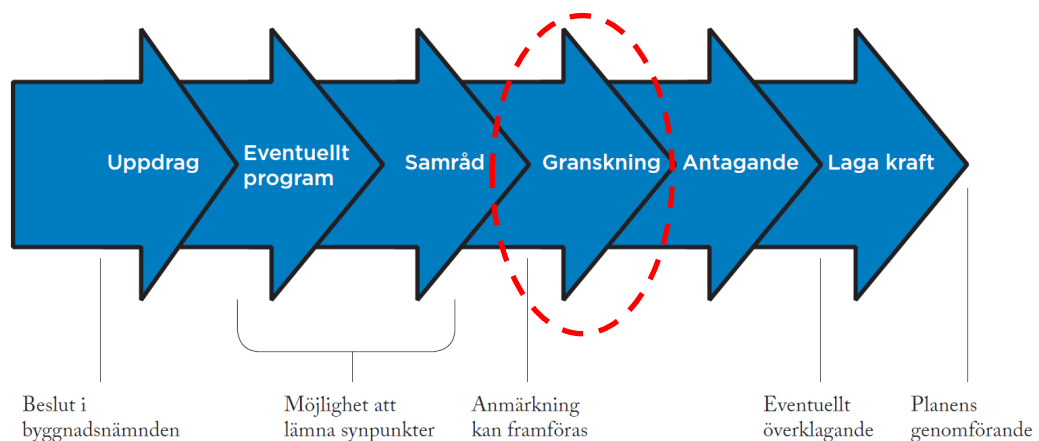 Uppdrag
Eventuellt
program
Samråd
Granskning
Antagande
Laga kraft
Beslut i
byggnadsnämnden
Möjlighet att
lämna synpunkter
Anmärkning
kan framföras
Eventuellt
överklagande
Planens
genomförande